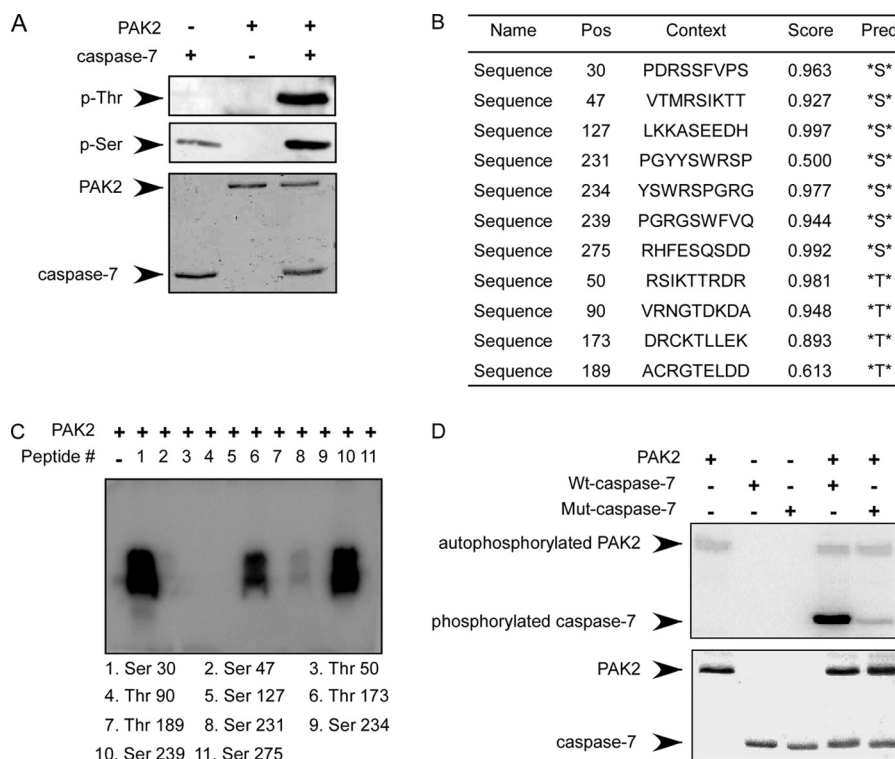 A
PAK2 - + +
caspase-7 + - +
p-Thr
p-Ser
PAK2
caspase-7
B
Name Pos Context Score Pred
Sequence 30 PDRSSFVPS 0.963 *S*
Sequence 47 VTMRSIKTT 0.927 *S*
Sequence 127 LKKASEEDH 0.997 *S*
Sequence 231 PGYYSWRSP 0.500 *S*
Sequence 234 YSWRSPGRG 0.977 *S*
Sequence 239 PGRGSWFVQ 0.944 *S*
Sequence 275 RHFESQSDD 0.992 *S*
Sequence 50 RSIKTTRDR 0.981 *T*
Sequence 90 VRNGTDKDA 0.948 *T*
Sequence 173 DRCKTLLEK 0.893 *T*
Sequence 189 ACRGTELDD 0.613 *T*
C
PAK2 + + + + + + + + + + + +
Peptide # - 1 2 3 4 5 6 7 8 9 10 11
1. Ser 30 2. Ser 47 3. Thr 50
4. Thr 90 5. Ser 127 6. Thr 173
7. Thr 189 8. Ser 231 9. Ser 234
10. Ser 239 11. Ser 275
D
PAK2 + - - + +
Wt-caspase-7 - + - + -
Mut-caspase-7 - - + - +
autophosphorylated PAK2
phosphorylated caspase-7
PAK2
caspase-7